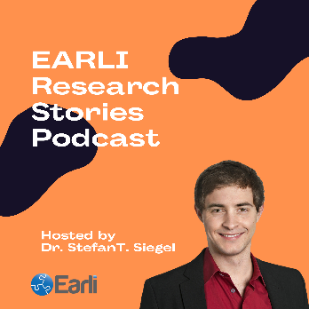 EARLI
Research
Stories
Podcast
Hosted by
Dr. StefanT. Siegel
Earli